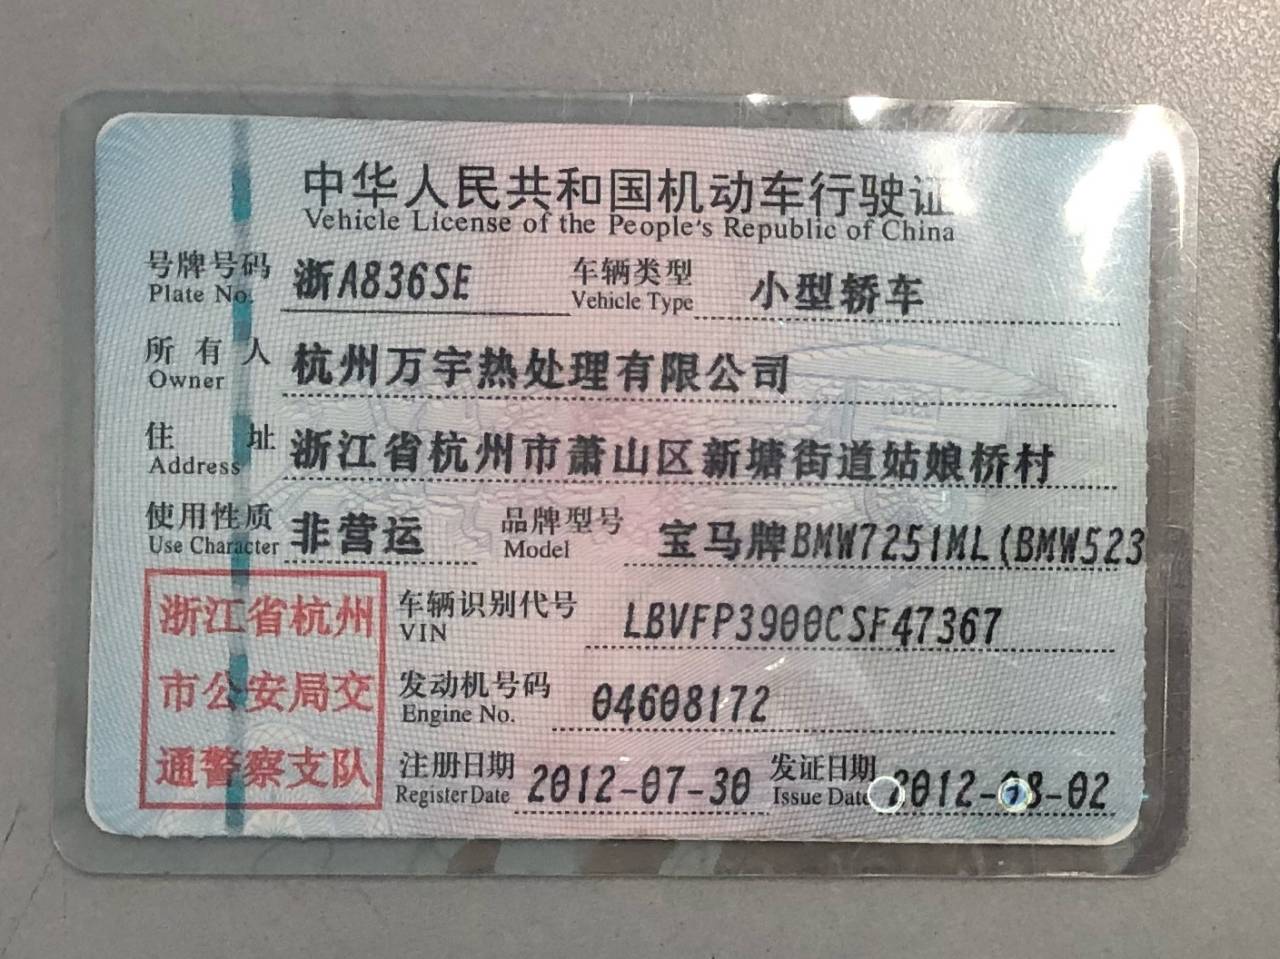 中华人民共和国机动车行驶证
Vehicle License of the People's Republic of China
号牌号码 浙A836SE 车辆类型 小型轿车
Plate No. Vehicle Type
所有人 杭州万宇热处理有限公司
Owner
住址 浙江省杭州市萧山区新塘街道姑娘桥村
Address
使用性质 非营运 品牌型号 宝马牌BMW7251ML(BMW523
Use Character Model
浙江省杭州
市公安局交
通警察支队
车辆识别代号 LBVFP3900CSF47367
VIN
发动机号码 04608172
Engine No.
注册日期 2012-07-30 发证日期 2012-08-02
Register Date Issue Date